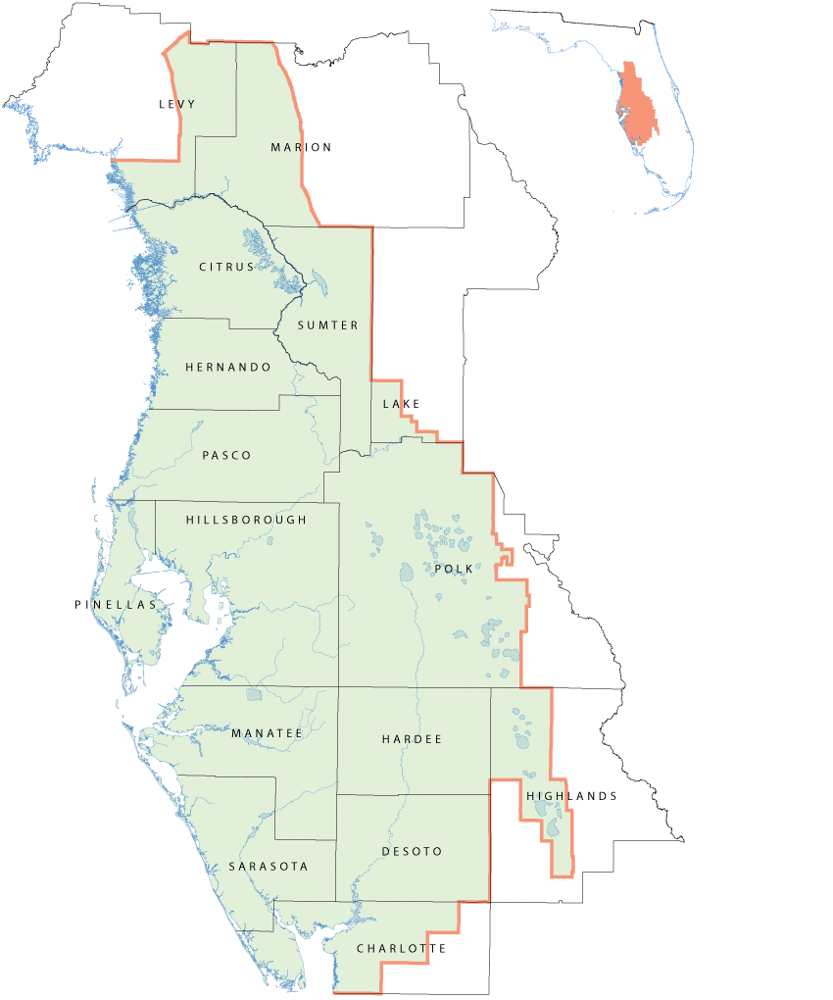 LEVY
MARION
CITRUS
SUMTER
HERNANDO
LAKE
PASCO
HILLSBOROUGH
POLK
PINELLAS
MANATEE
HARDEE
HIGHLANDS
DESOTO
SARASOTA
CHARLOTTE